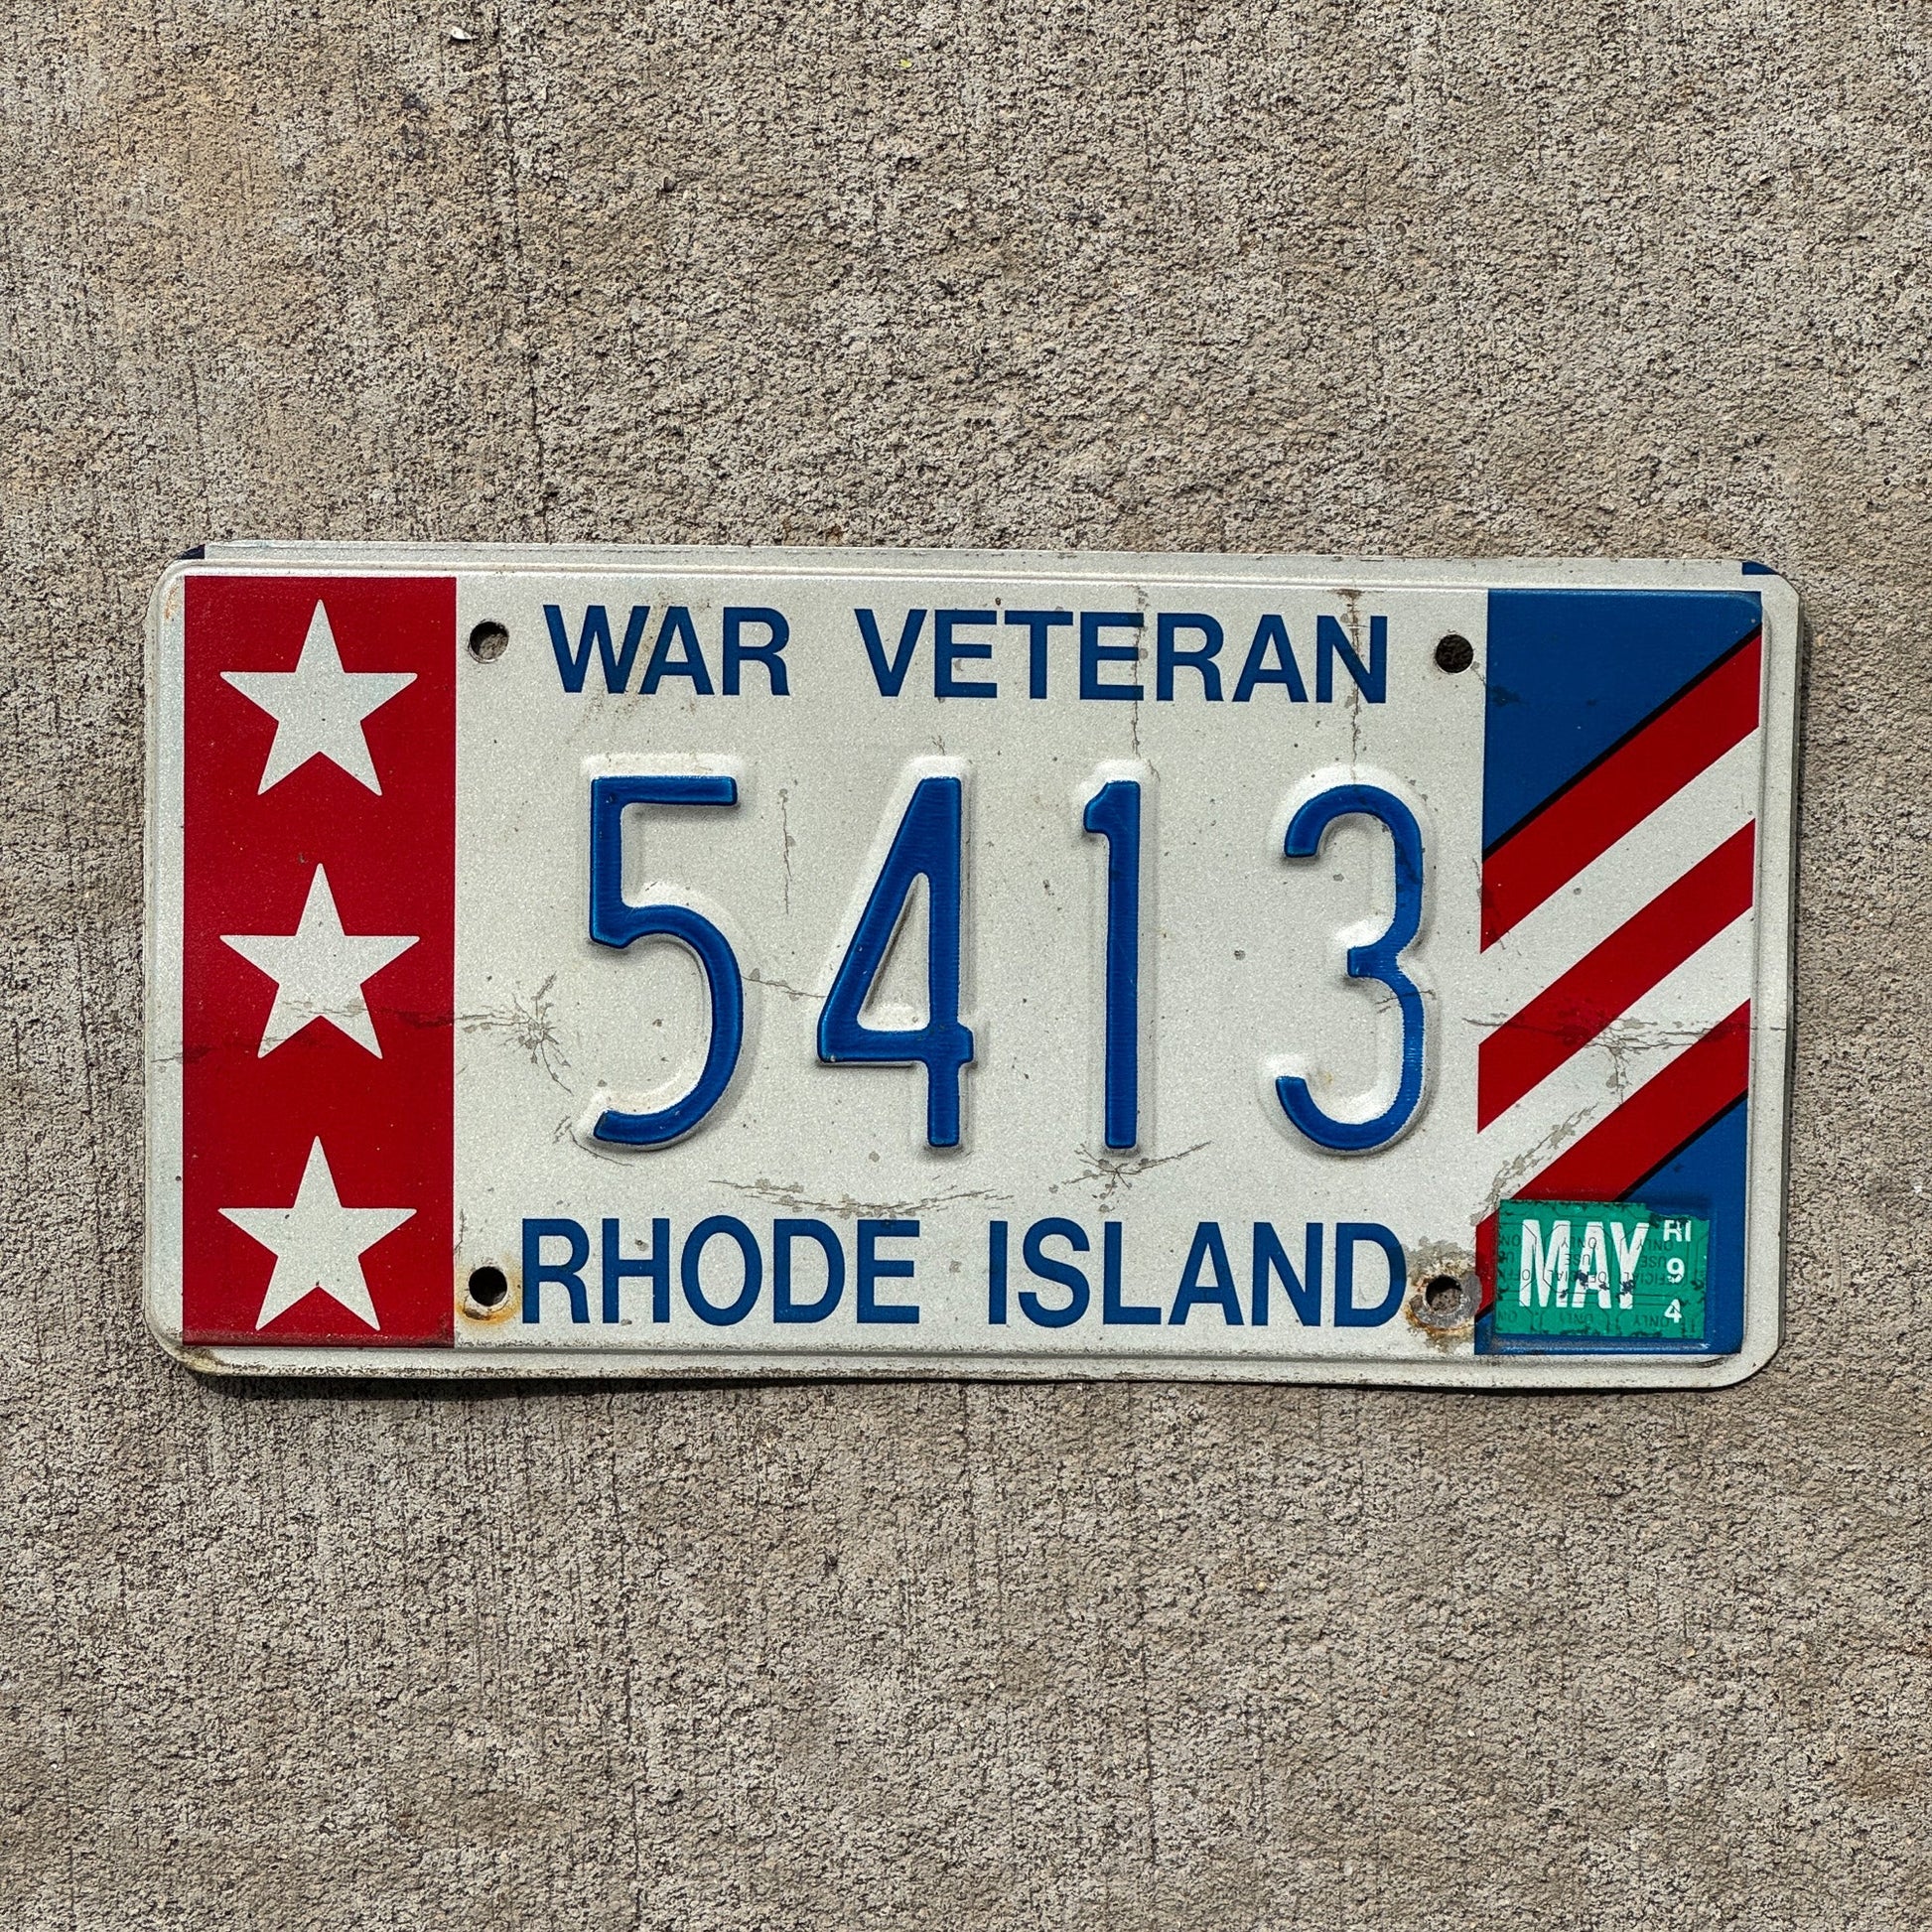 WAR VETERAN
5413
RHODE ISLAND
MAY
RI
9
4